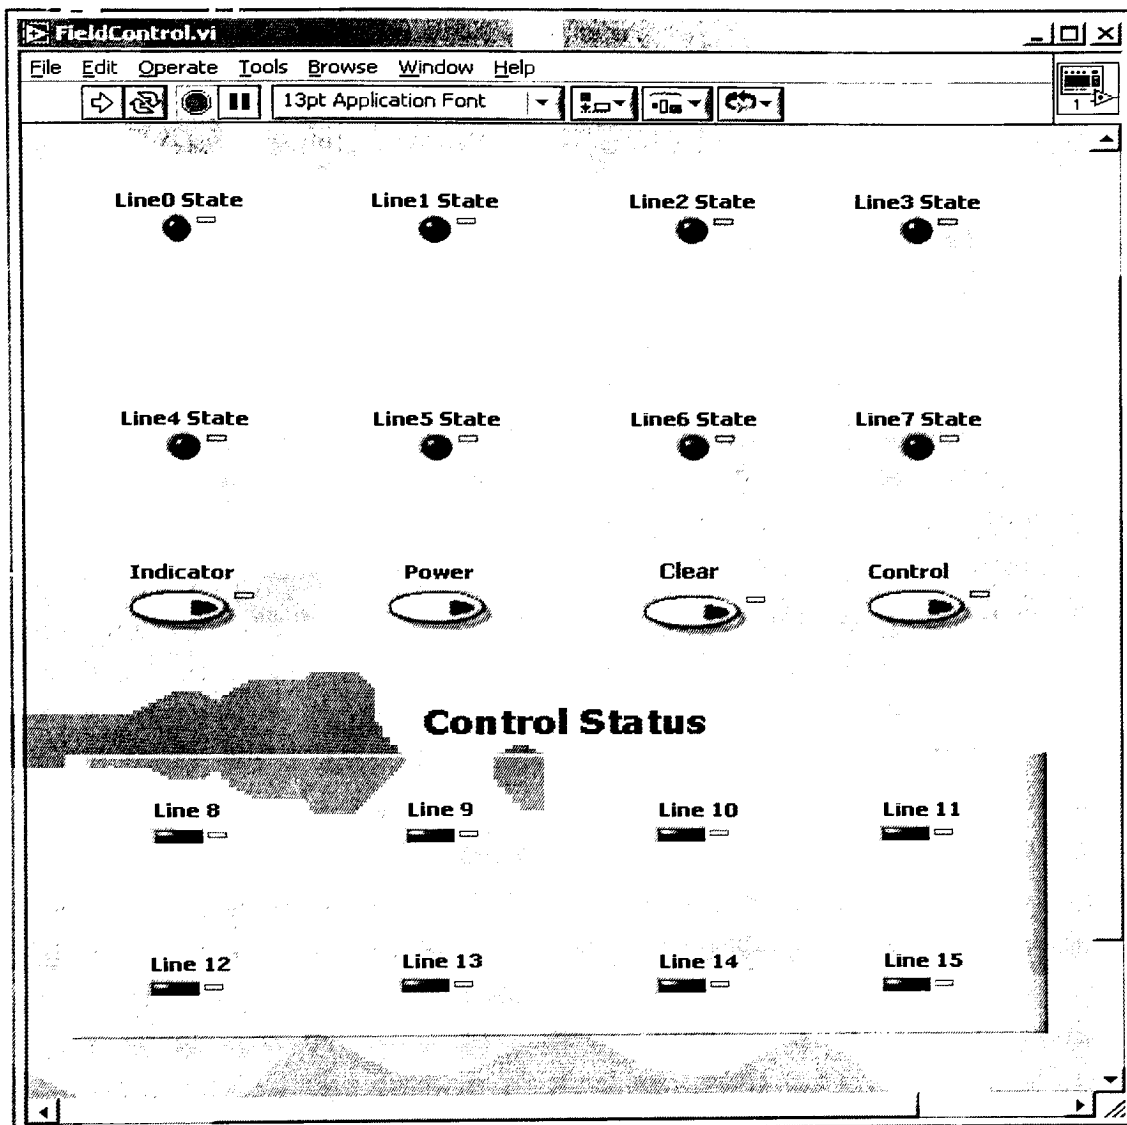 FieldControl.vi
File Edit Operate Tools Browse Window Help
13pt Application Font
1
Line0 State Line1 State Line2 State Line3 State
Line4 State Line5 State Line6 State Line7 State
Indicator Power Clear Control
Control Status
Line 8 Line 9 Line 10 Line 11
Line 12 Line 13 Line 14 Line 15